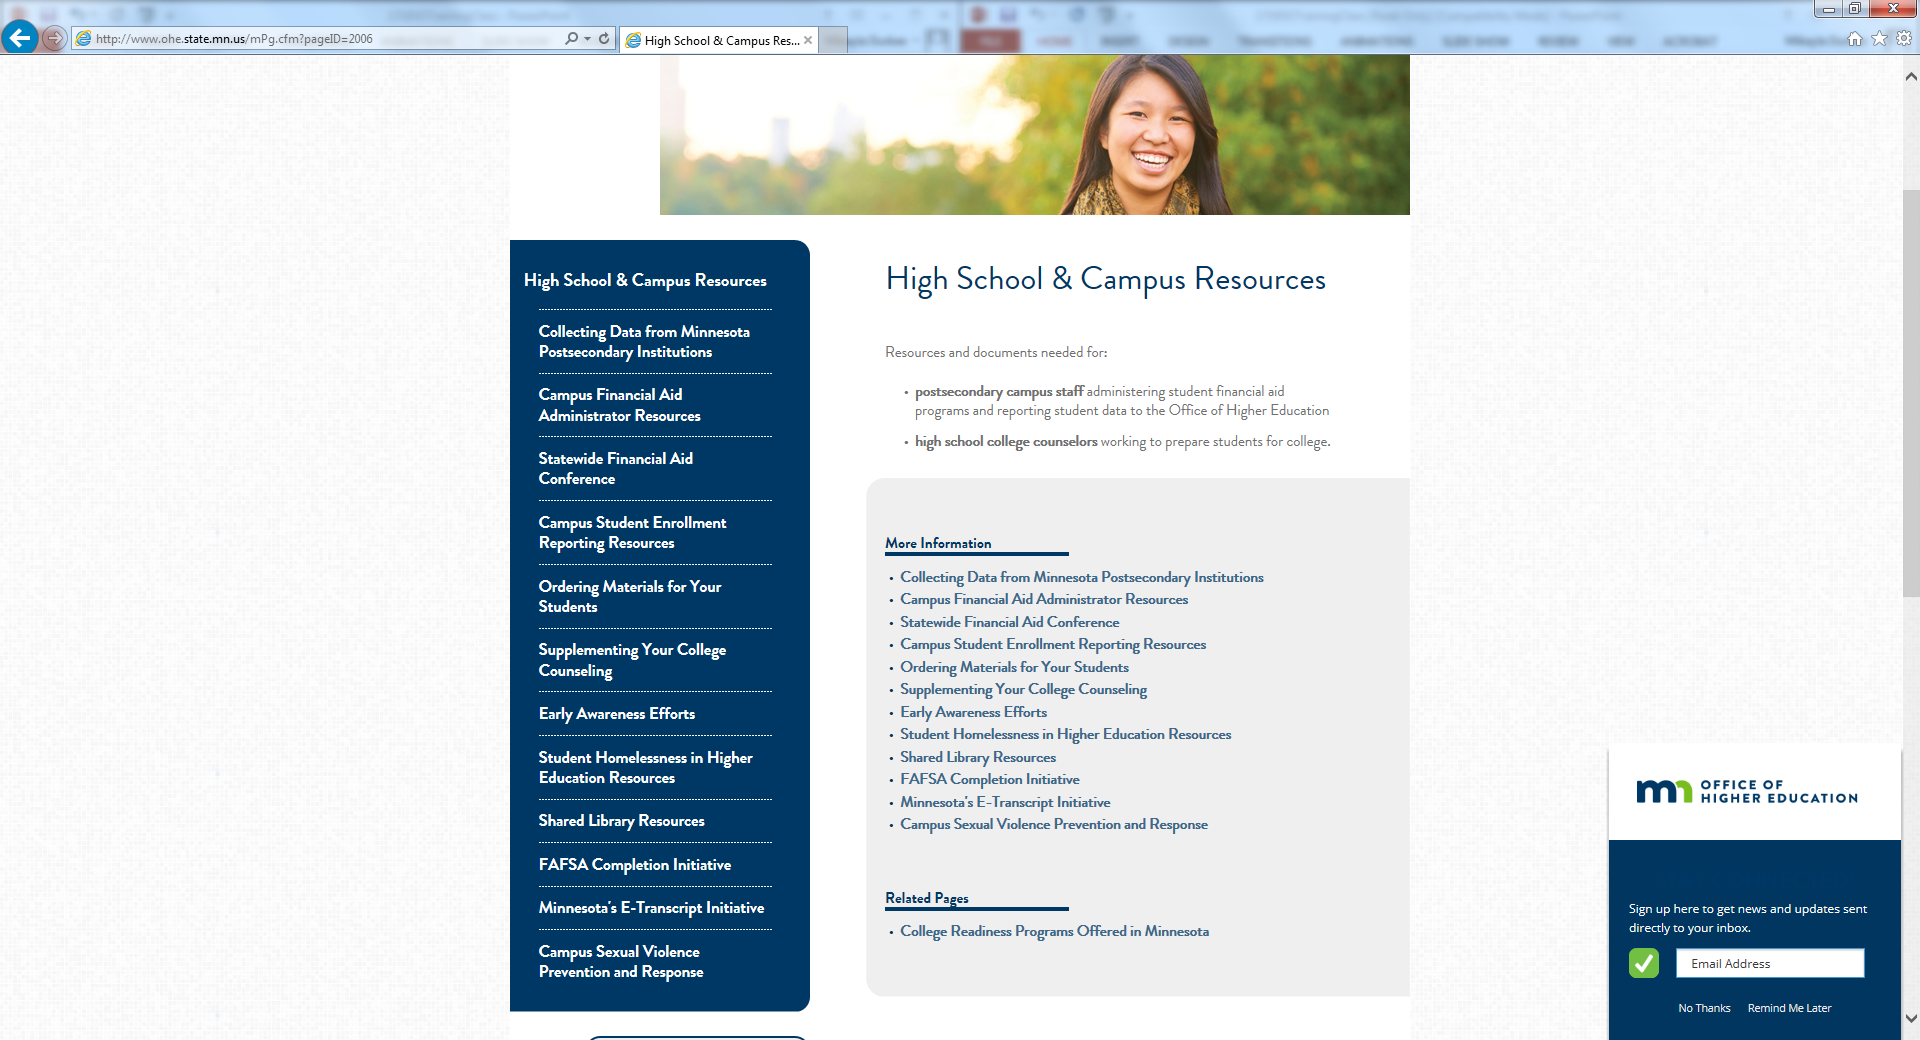 http://www.ohe.state.mn.us/mPg.cfm?pageID=2006
High School & Campus Res...
High School & Campus Resources
Collecting Data from Minnesota
Postsecondary Institutions
Campus Financial Aid
Administrator Resources
Statewide Financial Aid
Conference
Campus Student Enrollment
Reporting Resources
Ordering Materials for Your
Students
Supplementing Your College
Counseling
Early Awareness Efforts
Student Homelessness in Higher
Education Resources
Shared Library Resources
FAFSA Completion Initiative
Minnesota's E-Transcript Initiative
Campus Sexual Violence
Prevention and Response
High School & Campus Resources
Resources and documents needed for:
• postsecondary campus staff administering student financial aid
programs and reporting student data to the Office of Higher Education
• high school college counselors working to prepare students for college.
More Information
• Collecting Data from Minnesota Postsecondary Institutions
• Campus Financial Aid Administrator Resources
• Statewide Financial Aid Conference
• Campus Student Enrollment Reporting Resources
• Ordering Materials for Your Students
• Supplementing Your College Counseling
• Early Awareness Efforts
• Student Homelessness in Higher Education Resources
• Shared Library Resources
• FAFSA Completion Initiative
• Minnesota's E-Transcript Initiative
• Campus Sexual Violence Prevention and Response
Related Pages
• College Readiness Programs Offered in Minnesota
mn OFFICE OF
HIGHER EDUCATION
Sign up here to get news and updates sent
directly to your inbox.
Email Address
No Thanks Remind Me Later